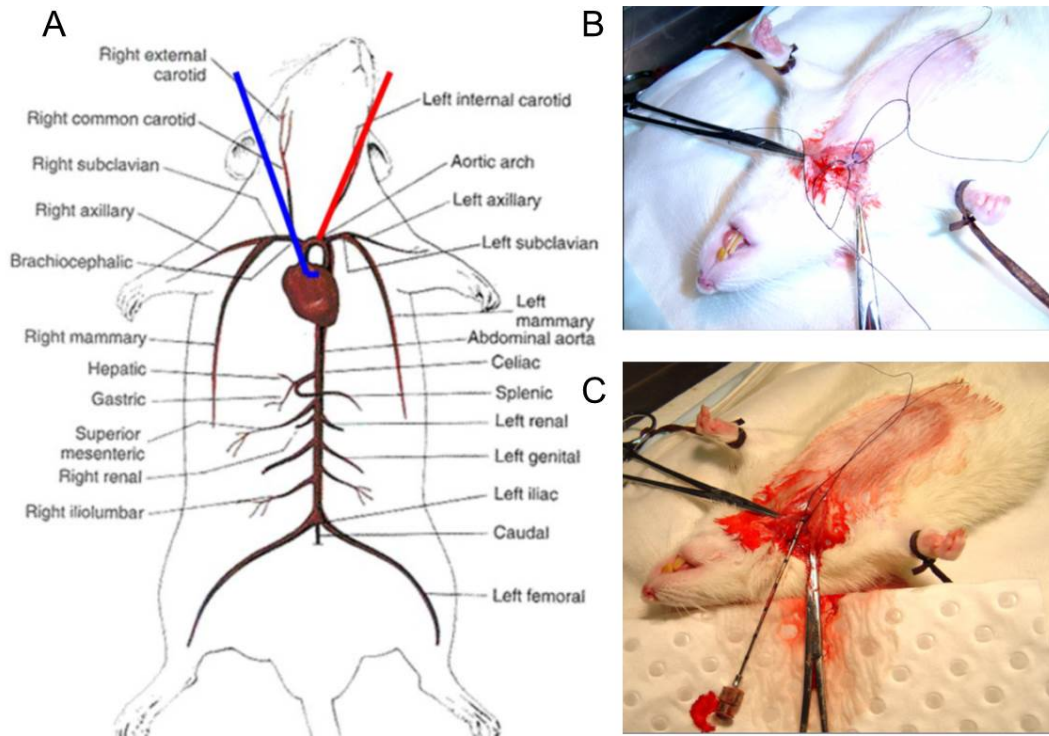 A
Right external
carotid
Right common carotid
Right subclavian
Right axillary
Brachiocephalic
Right mammary
Hepatic
Gastric
Superior
mesenteric
Right renal
Right iliolumbar
Left internal carotid
Aortic arch
Left axillary
Left subclavian
Left
mammary
Abdominal aorta
Celiac
Splenic
Left renal
Left genital
Left iliac
Caudal
Left femoral
B
C